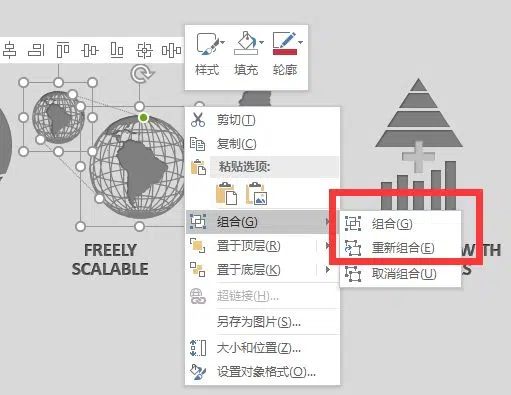 样式 填充 轮廓
剪切(T)
复制(C)
粘贴选项:
组合(G)
置于顶层(R)
置于底层(K)
超链接(H)...
另存为图片(S)...
大小和位置(Z)...
设置对象格式(O)...
组合(G)
重新组合(E)
取消组合(U)
FREELY
SCALABLE
WITH
S